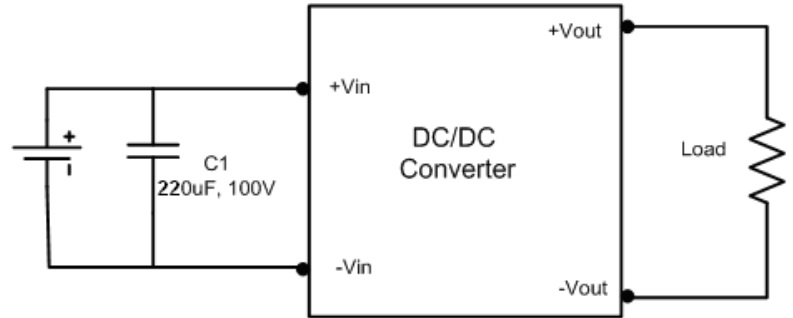 +Vout
+Vin
DC/DC
Converter
Load
+
-
C1
220uF, 100V
-Vin
-Vout